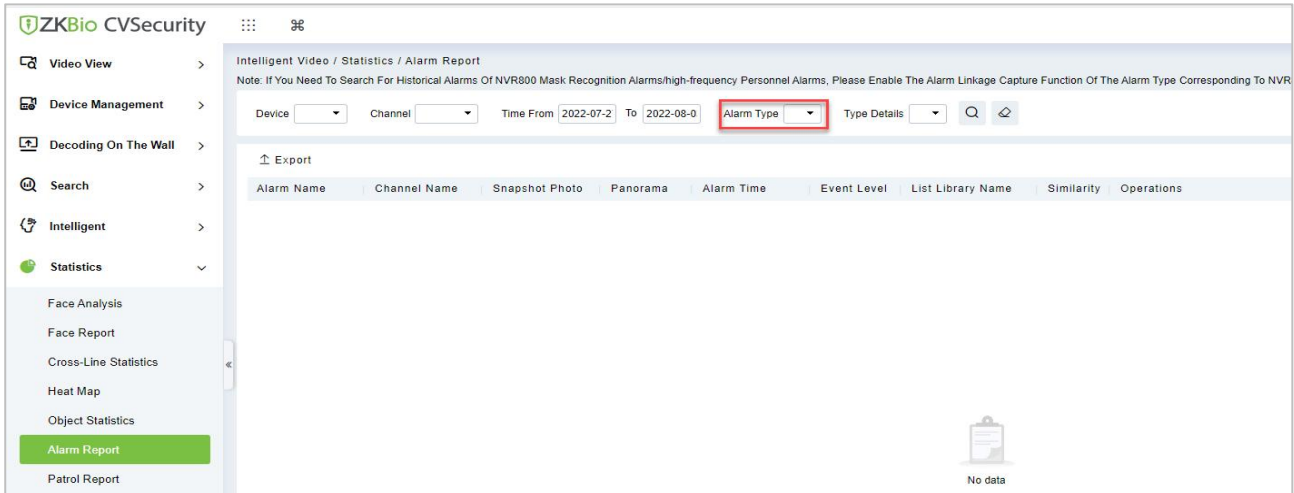 ZKBio CVSecurity
Video View
Device Management
Decoding On The Wall
Search
Intelligent
Statistics
Face Analysis
Face Report
Cross-Line Statistics
Heat Map
Object Statistics
Alarm Report
Patrol Report
Intelligent Video / Statistics / Alarm Report
Note: If You Need To Search For Historical Alarms Of NVR800 Mask Recognition Alarms/high-frequency Personnel Alarms, Please Enable The Alarm Linkage Capture Function Of The Alarm Type Corresponding To NVR
Device Channel Time From 2022-07-2 To 2022-08-0 Alarm Type Type Details
Export
Alarm Name Channel Name Snapshot Photo Panorama Alarm Time Event Level List Library Name Similarity Operations
No data